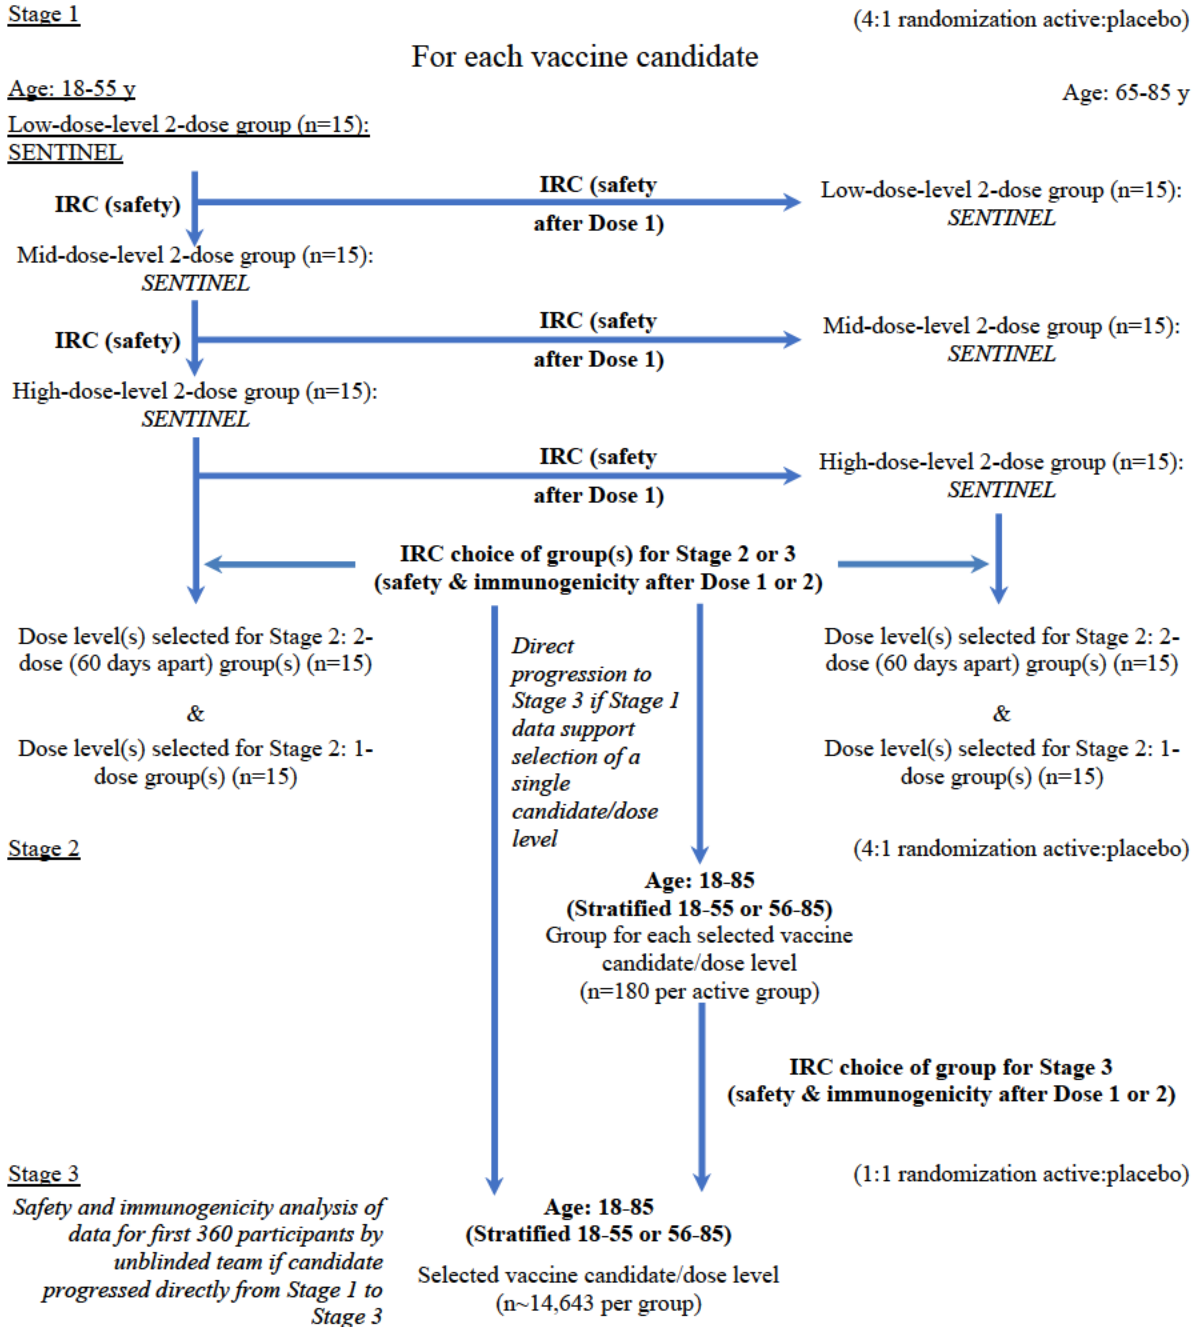 Stage 1
(4:1 randomization active:placebo)
For each vaccine candidate
Age: 18-55 y
Age: 65-85 y
Low-dose-level 2-dose group (n=15):
SENTINEL
IRC (safety)
IRC (safety
after Dose 1)
Low-dose-level 2-dose group (n=15):
SENTINEL
Mid-dose-level 2-dose group (n=15):
SENTINEL
IRC (safety)
IRC (safety
after Dose 1)
Mid-dose-level 2-dose group (n=15):
SENTINEL
High-dose-level 2-dose group (n=15):
SENTINEL
IRC (safety
after Dose 1)
High-dose-level 2-dose group (n=15):
SENTINEL
IRC choice of group(s) for Stage 2 or 3
(safety & immunogenicity after Dose 1 or 2)
Dose level(s) selected for Stage 2: 2-
dose (60 days apart) group(s) (n=15)
&
Dose level(s) selected for Stage 2: 1-
dose group(s) (n=15)
Direct
progression to
Stage 3 if Stage 1
data support
selection of a
single
candidate/dose
level
Dose level(s) selected for Stage 2: 2-
dose (60 days apart) group(s) (n=15)
&
Dose level(s) selected for Stage 2: 1-
dose group(s) (n=15)
Stage 2
(4:1 randomization active:placebo)
Age: 18-85
(Stratified 18-55 or 56-85)
Group for each selected vaccine
candidate/dose level
(n=180 per active group)
IRC choice of group for Stage 3
(safety & immunogenicity after Dose 1 or 2)
Stage 3
(1:1 randomization active:placebo)
Safety and immunogenicity analysis of
data for first 360 participants by
unblinded team if candidate
progressed directly from Stage 1 to
Stage 3
Age: 18-85
(Stratified 18-55 or 56-85)
Selected vaccine candidate/dose level
(n~14,643 per group)